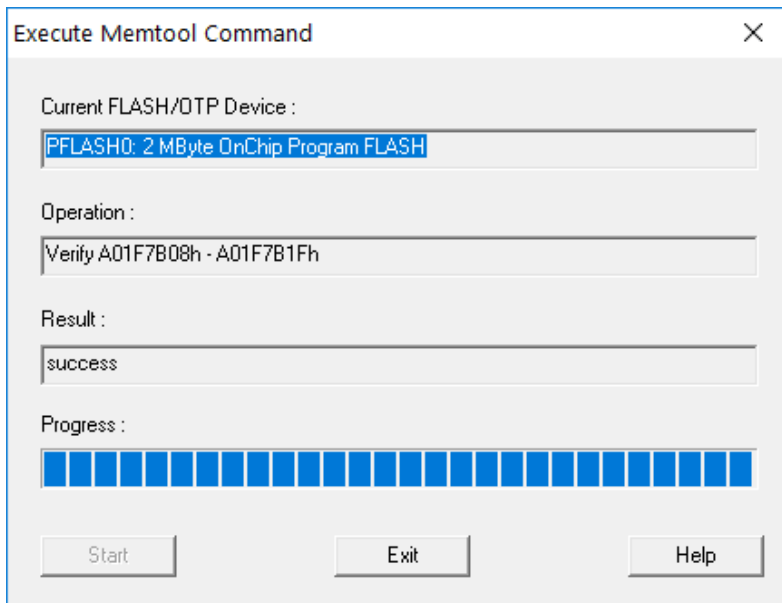 Execute Memtool Command
Current FLASH/OTP Device :
PFLASH0: 2 MByte OnChip Program FLASH
Operation :
Verify A01F7B08h - A01F7B1Fh
Result :
success
Progress :
Start Exit Help